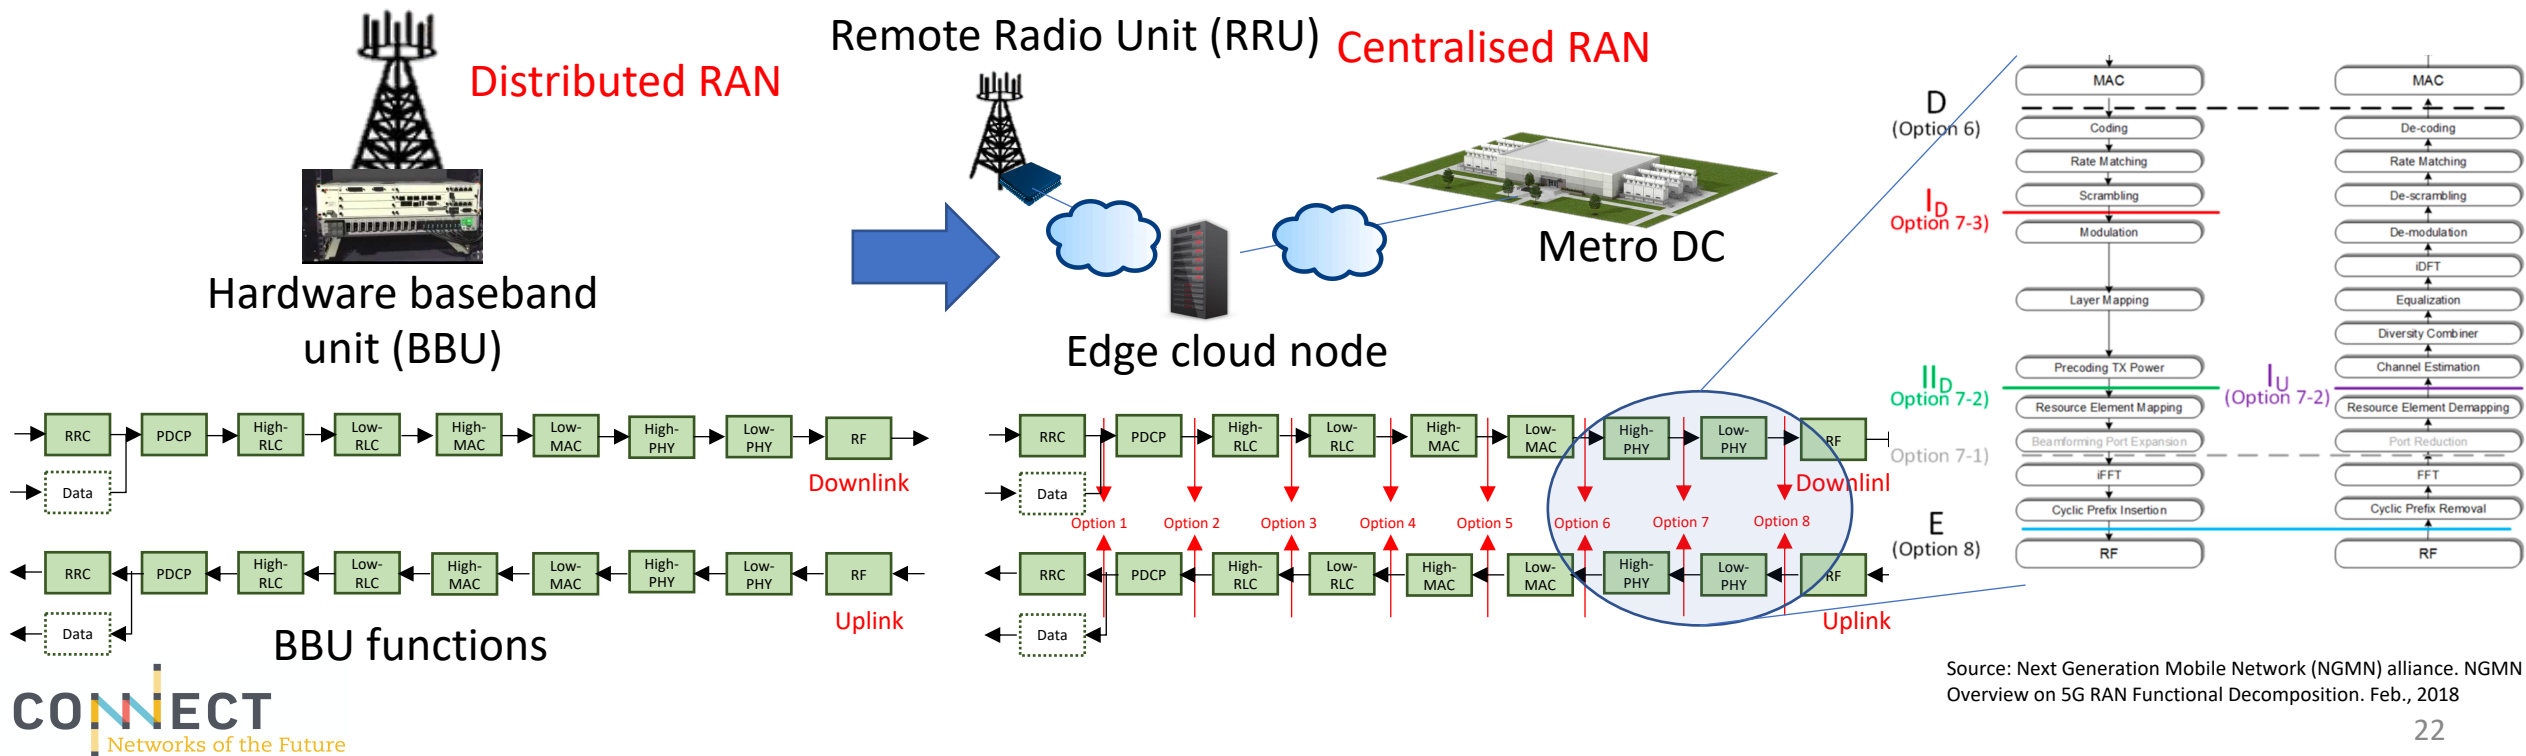 Distributed RAN
Hardware baseband
unit (BBU)
Remote Radio Unit (RRU)
Centralised RAN
Metro DC
Edge cloud node
RRC
PDCP
High-
RLC
Low-
RLC
High-
MAC
Low-
MAC
High-
PHY
Low-
PHY
RF
Data
Downlink
RRC
PDCP
High-
RLC
Low-
RLC
High-
MAC
Low-
MAC
High-
PHY
Low-
PHY
RF
Data
Uplink
BBU functions
RRC
PDCP
High-
RLC
Low-
RLC
High-
MAC
Low-
MAC
High-
PHY
Low-
PHY
RF
Data
Downlinl
Option 1
Option 2
Option 3
Option 4
Option 5
Option 6
Option 7
Option 8
RRC
PDCP
High-
RLC
Low-
RLC
High-
MAC
Low-
MAC
High-
PHY
Low-
PHY
RF
Data
Uplink
D
(Option 6)
I D
Option 7-3)
II D
Option 7-2)
Option 7-1)
E
(Option 8)
MAC
Coding
Rate Matching
Scrambling
Modulation
Layer Mapping
Precoding TX Power
Resource Element Mapping
Beamforming Port Expansion
iFFT
Cyclic Prefix Insertion
RF
I U
(Option 7-2)
MAC
De-coding
Rate Matching
De-scrambling
De-modulation
iDFT
Equalization
Diversity Combiner
Channel Estimation
Resource Element Demapping
Port Reduction
FFT
Cyclic Prefix Removal
RF
Source: Next Generation Mobile Network (NGMN) alliance. NGMN
Overview on 5G RAN Functional Decomposition. Feb., 2018
22
CONNECT
Networks of the Future